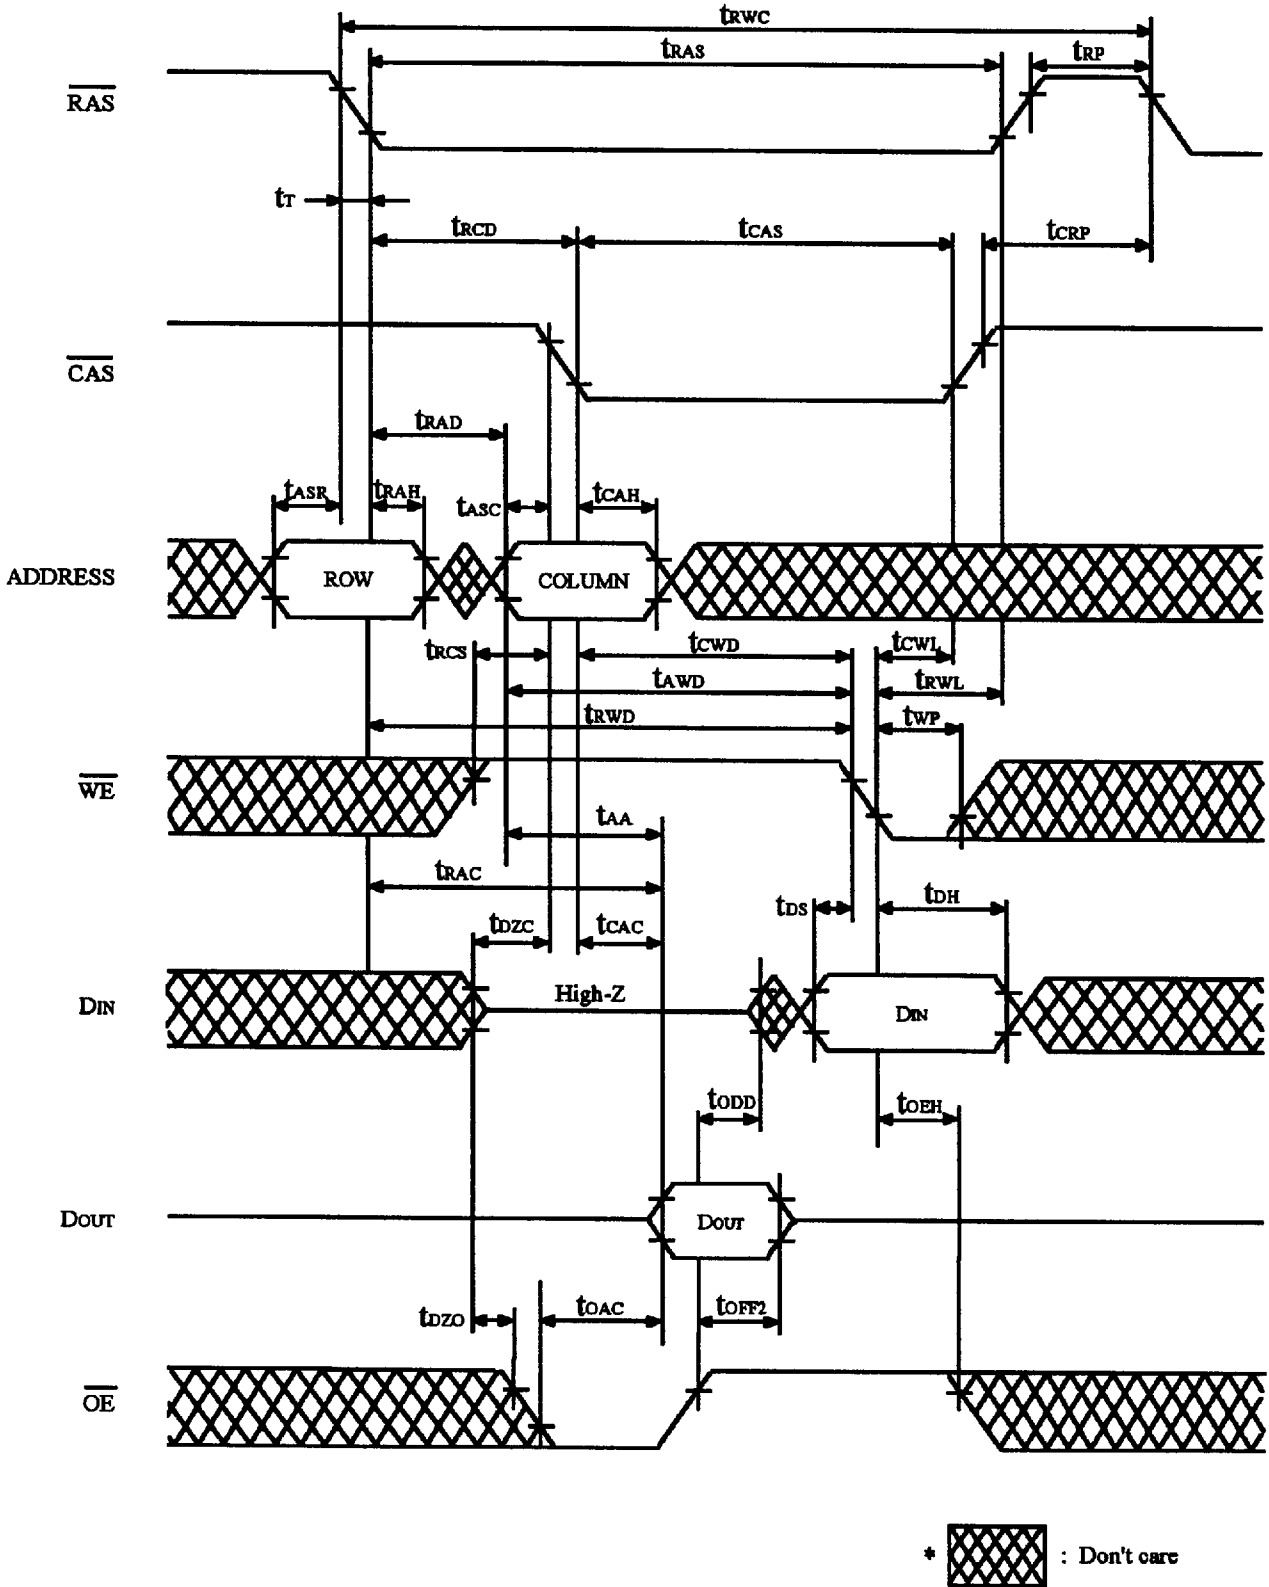 tRWC
tRAS
tRP
RAS
tT
tRCD
tCAS
tCRP
CAS
tRAD
tASR
tRAH
tASC
tCAH
ADDRESS
ROW
COLUMN
tRCS
tCWD
tCWL
tAWD
tRWL
tRWD
tWP
WE
tAA
tRAC
tDS
tDH
tDZC
tCAC
DIN
High-Z
DIN
tODD
tOEH
DOUT
DOUT
tDZO
tOAC
tOFF2
OE
* : Don't care